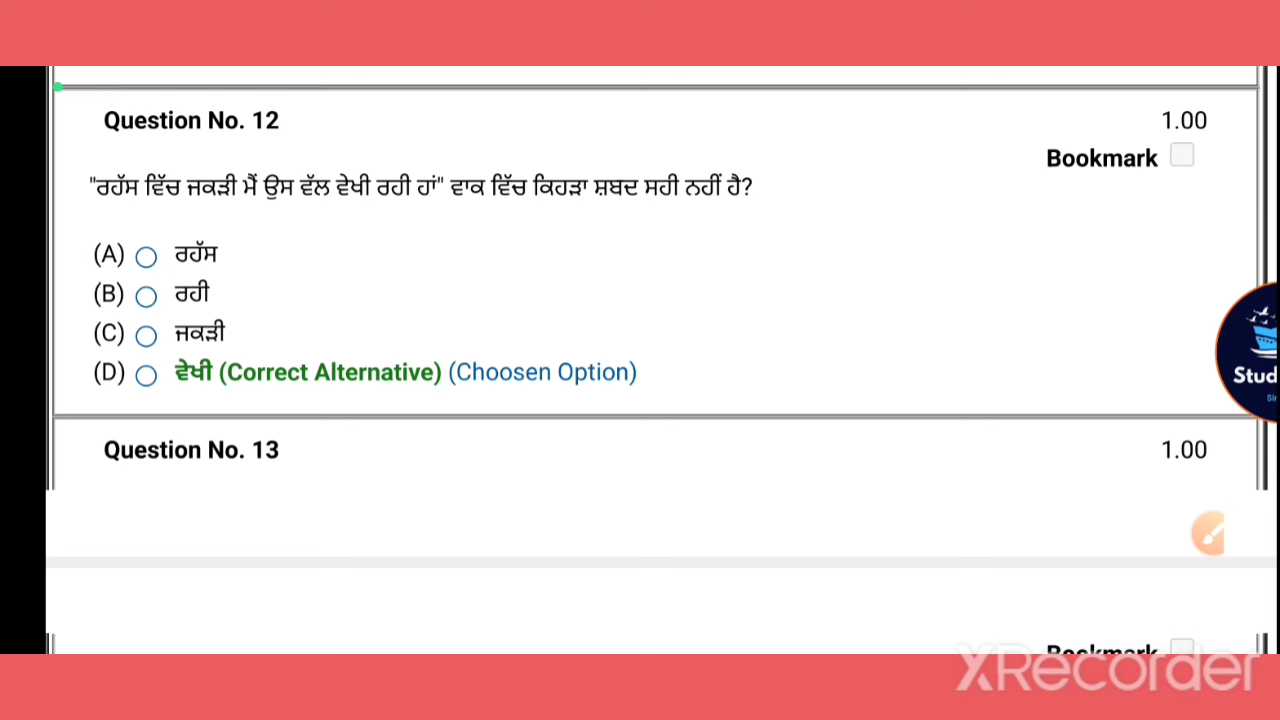 Question No. 12
1.00
Bookmark
"ਰਹੱਸ ਵਿੱਚ ਜਕੜੀ ਮੈਂ ਉਸ ਵੱਲ ਵੇਖੀ ਰਹੀ ਹਾਂ" ਵਾਕ ਵਿੱਚ ਕਿਹੜਾ ਸ਼ਬਦ ਸਹੀ ਨਹੀਂ ਹੈ?
(A) ਰਹੱਸ
(B) ਰਹੀ
(C) ਜਕੜੀ
(D) ਵੇਖੀ (Correct Alternative) (Choosen Option)
Stud
Question No. 13
1.00
Bookmark
XRecorder